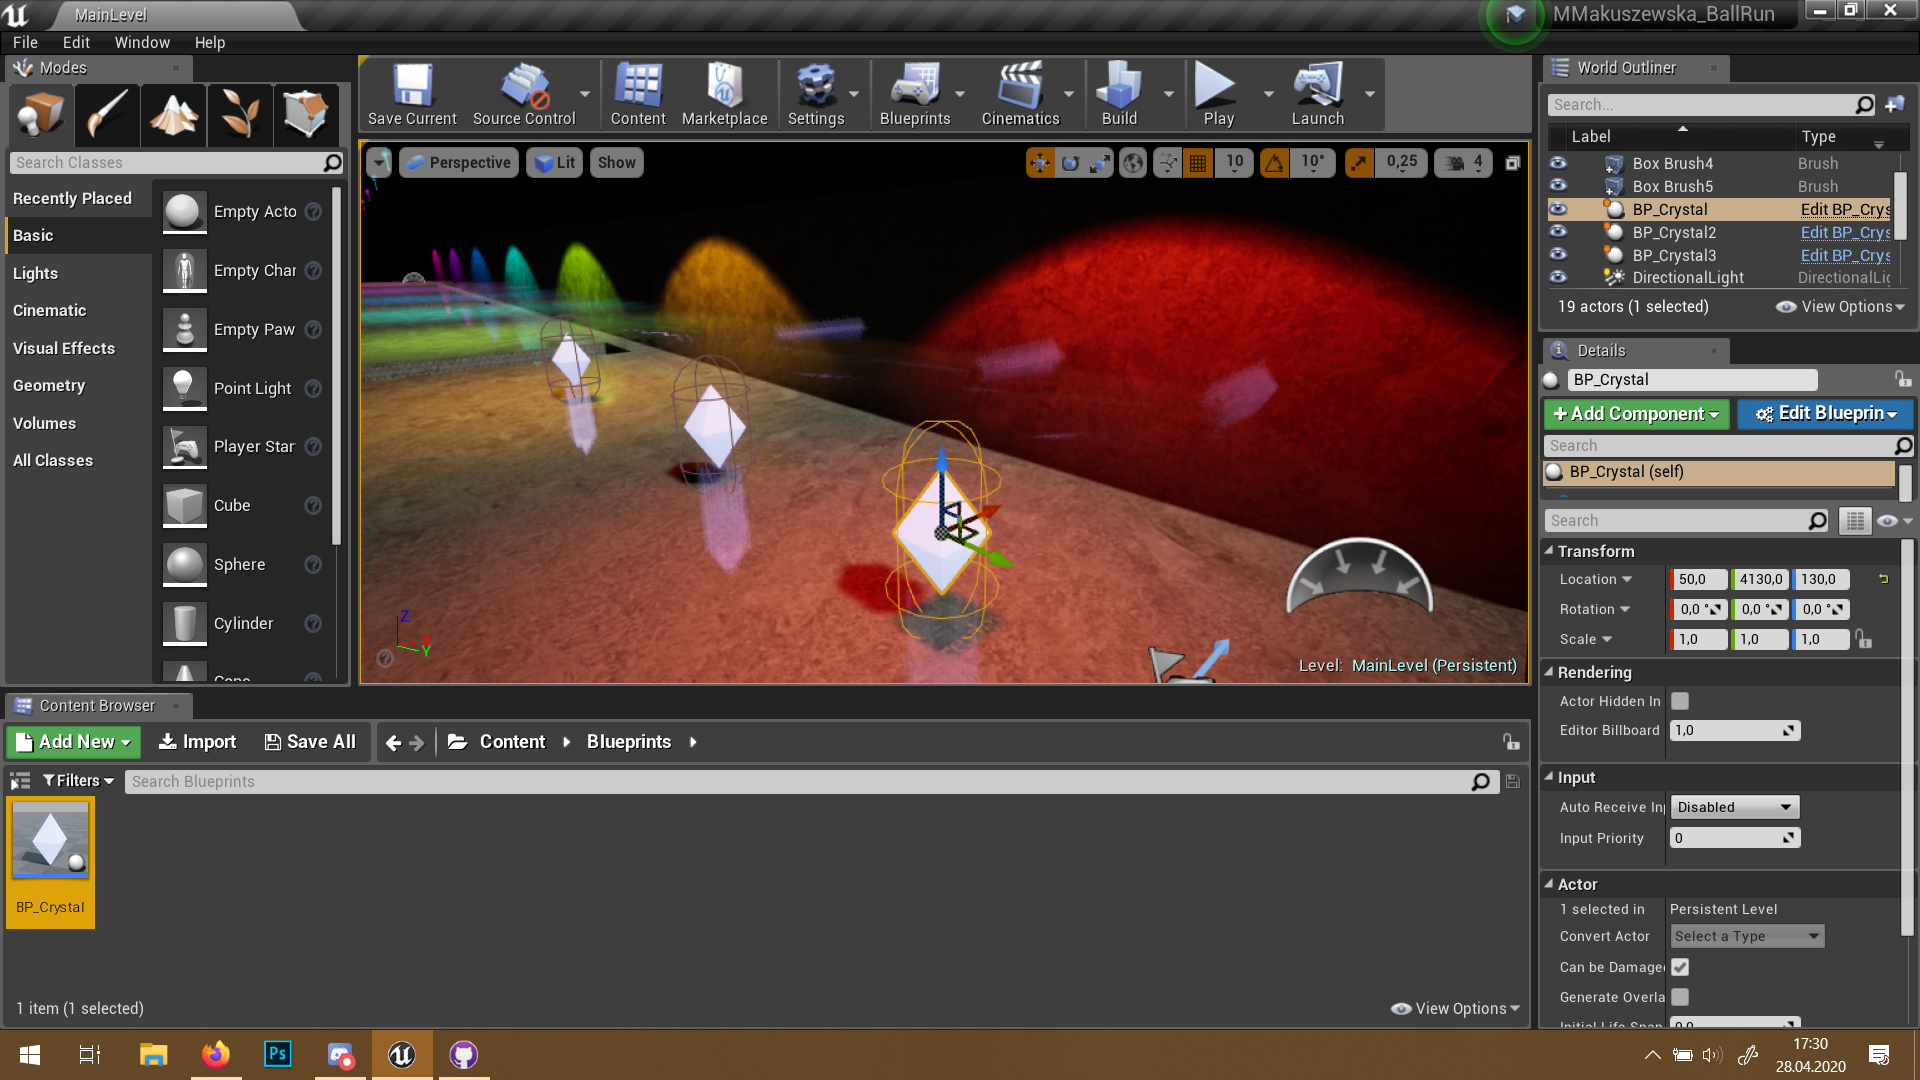 MainLevel
MMakuszewska_BallRun
File Edit Window Help
Modes
Search Classes
Recently Placed
Basic
Lights
Cinematic
Visual Effects
Geometry
Volumes
All Classes
Empty Acto
Empty Char
Empty Paw
Point Light
Player Star
Cube
Sphere
Cylinder
Save Current Source Control Content Marketplace Settings Blueprints Cinematics Build Play Launch
Perspective Lit Show
10 10° 0,25 4
Z
X
Y
Level: MainLevel (Persistent)
World Outliner
Search...
Label Type
Box Brush4 Brush
Box Brush5 Brush
BP_Crystal Edit BP_Crys
BP_Crystal2 Edit BP_Crys
BP_Crystal3 Edit BP_Crys
DirectionalLight DirectionalLig
19 actors (1 selected) View Options
Details
BP_Crystal
+Add Component Edit Blueprin
Search
BP_Crystal (self)
Search
Transform
Location 50,0 4130,0 130,0
Rotation 0,0 ° 0,0 ° 0,0 °
Scale 1,0 1,0 1,0
Rendering
Actor Hidden In
Editor Billboard 1,0
Input
Auto Receive Inp Disabled
Input Priority 0
Actor
1 selected in Persistent Level
Convert Actor Select a Type
Can be Damaged
Generate Overla
Content Browser
Add New Import Save All Content Blueprints
Filters Search Blueprints
BP_Crystal
1 item (1 selected) View Options
Ps
17:30
28.04.2020